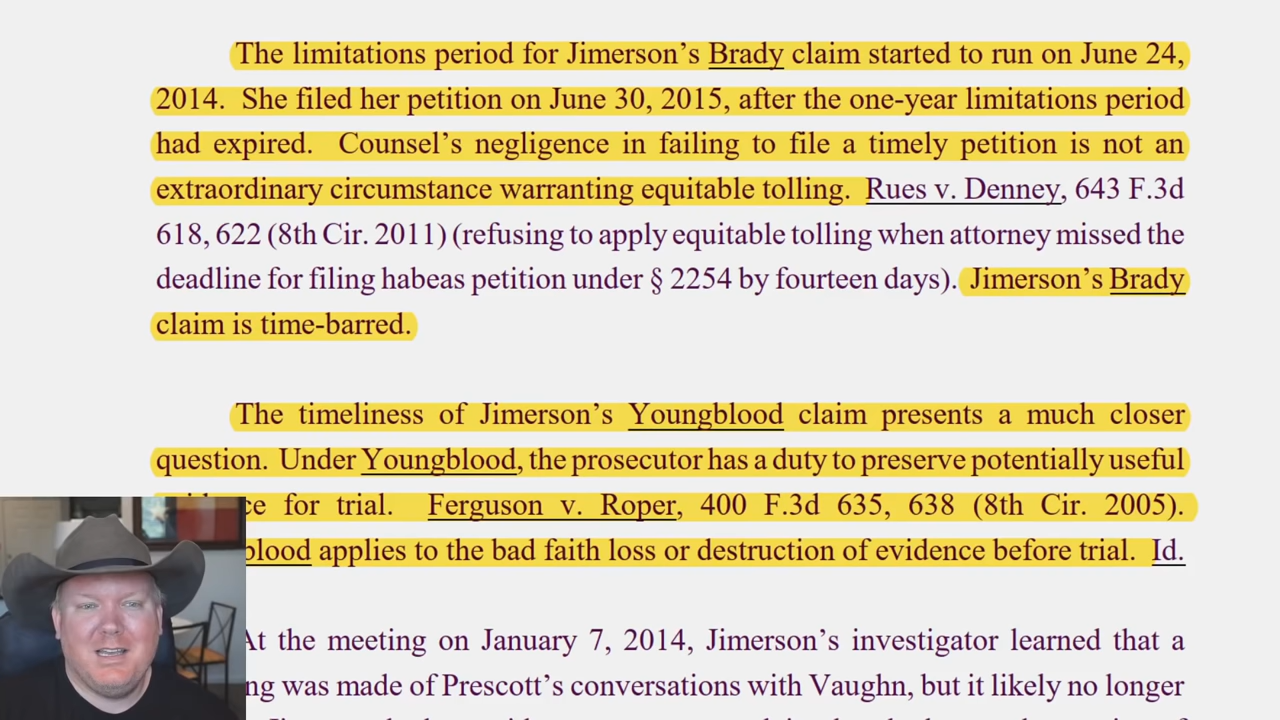 The limitations period for Jimerson’s Brady claim started to run on June 24,
2014. She filed her petition on June 30, 2015, after the one-year limitations period
had expired. Counsel’s negligence in failing to file a timely petition is not an
extraordinary circumstance warranting equitable tolling. Rues v. Denney, 643 F.3d
618, 622 (8th Cir. 2011) (refusing to apply equitable tolling when attorney missed the
deadline for filing habeas petition under § 2254 by fourteen days). Jimerson’s Brady
claim is time-barred.
The timeliness of Jimerson’s Youngblood claim presents a much closer
question. Under Youngblood, the prosecutor has a duty to preserve potentially useful
for trial. Ferguson v. Roper, 400 F.3d 635, 638 (8th Cir. 2005).
applies to the bad faith loss or destruction of evidence before trial. Id.
At the meeting on January 7, 2014, Jimerson’s investigator learned that a
was made of Prescott’s conversations with Vaughn, but it likely no longer